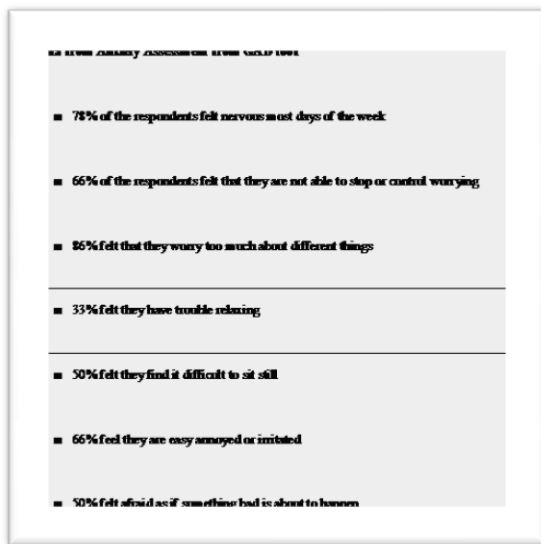 from Anxiety Assessment from GAD tool
▪ 78% of the respondents felt nervous most days of the week
▪ 66% of the respondents felt that they are not able to stop or control worrying
▪ 86% felt that they worry too much about different things
▪ 33% felt they have trouble relaxing
▪ 50% felt they find it difficult to sit still
▪ 66% feel they are easy annoyed or irritated
▪ 50% felt afraid as if something bad is about to happen